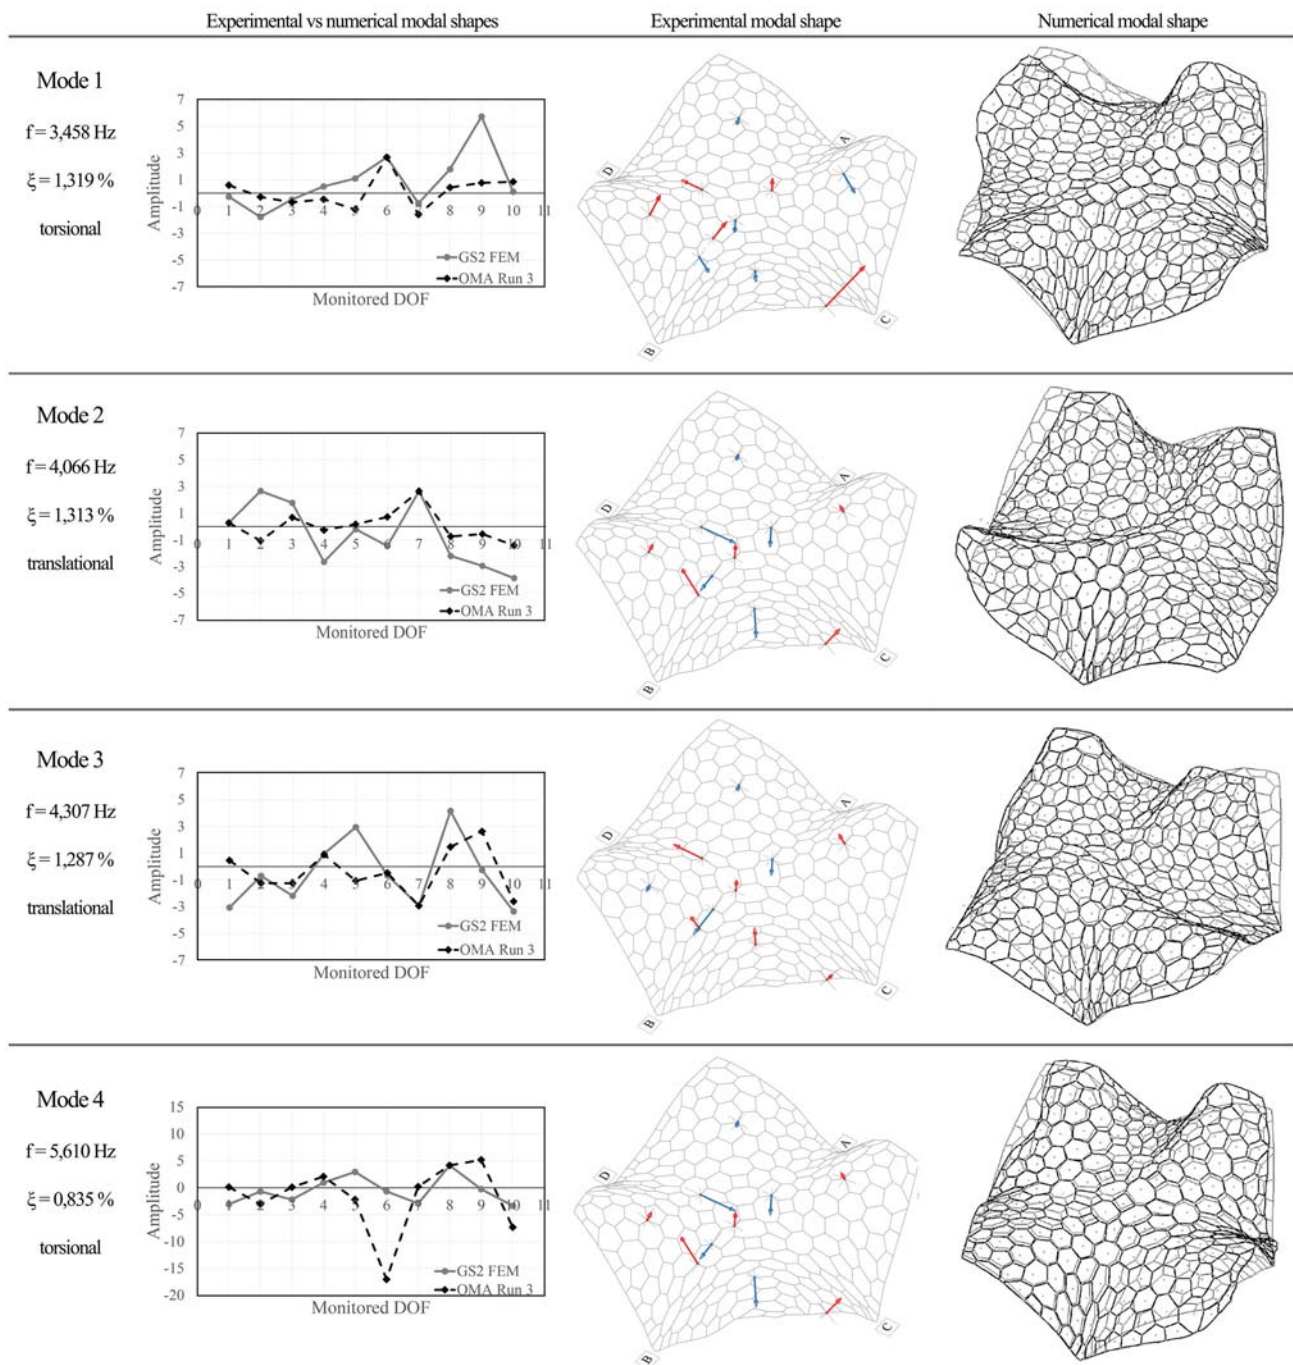 Experimental vs numerical modal shapes
Experimental modal shape
Numerical modal shape
Mode 1
f = 3,458 Hz
ξ = 1,319 %
torsional
Amplitude
7
5
3
1
-1
-3
-5
-7
0 1 2 3 4 5 6 7 8 9 10 11
GS2 FEM
OMA Run 3
Monitored DOF
D
A
B
C
Mode 2
f = 4,066 Hz
ξ = 1,313 %
translational
Amplitude
7
5
3
1
-1
-3
-5
-7
0 1 2 3 4 5 6 7 8 9 10 11
GS2 FEM
OMA Run 3
Monitored DOF
D
A
B
C
Mode 3
f = 4,307 Hz
ξ = 1,287 %
translational
Amplitude
7
5
3
1
-1
-3
-5
-7
0 1 2 3 4 5 6 7 8 9 10 11
GS2 FEM
OMA Run 3
Monitored DOF
D
A
B
C
Mode 4
f = 5,610 Hz
ξ = 0,835 %
torsional
Amplitude
15
10
5
0
-5
-10
-15
-20
0 1 2 3 4 5 6 7 8 9 10 11
GS2 FEM
OMA Run 3
Monitored DOF
D
A
B
C